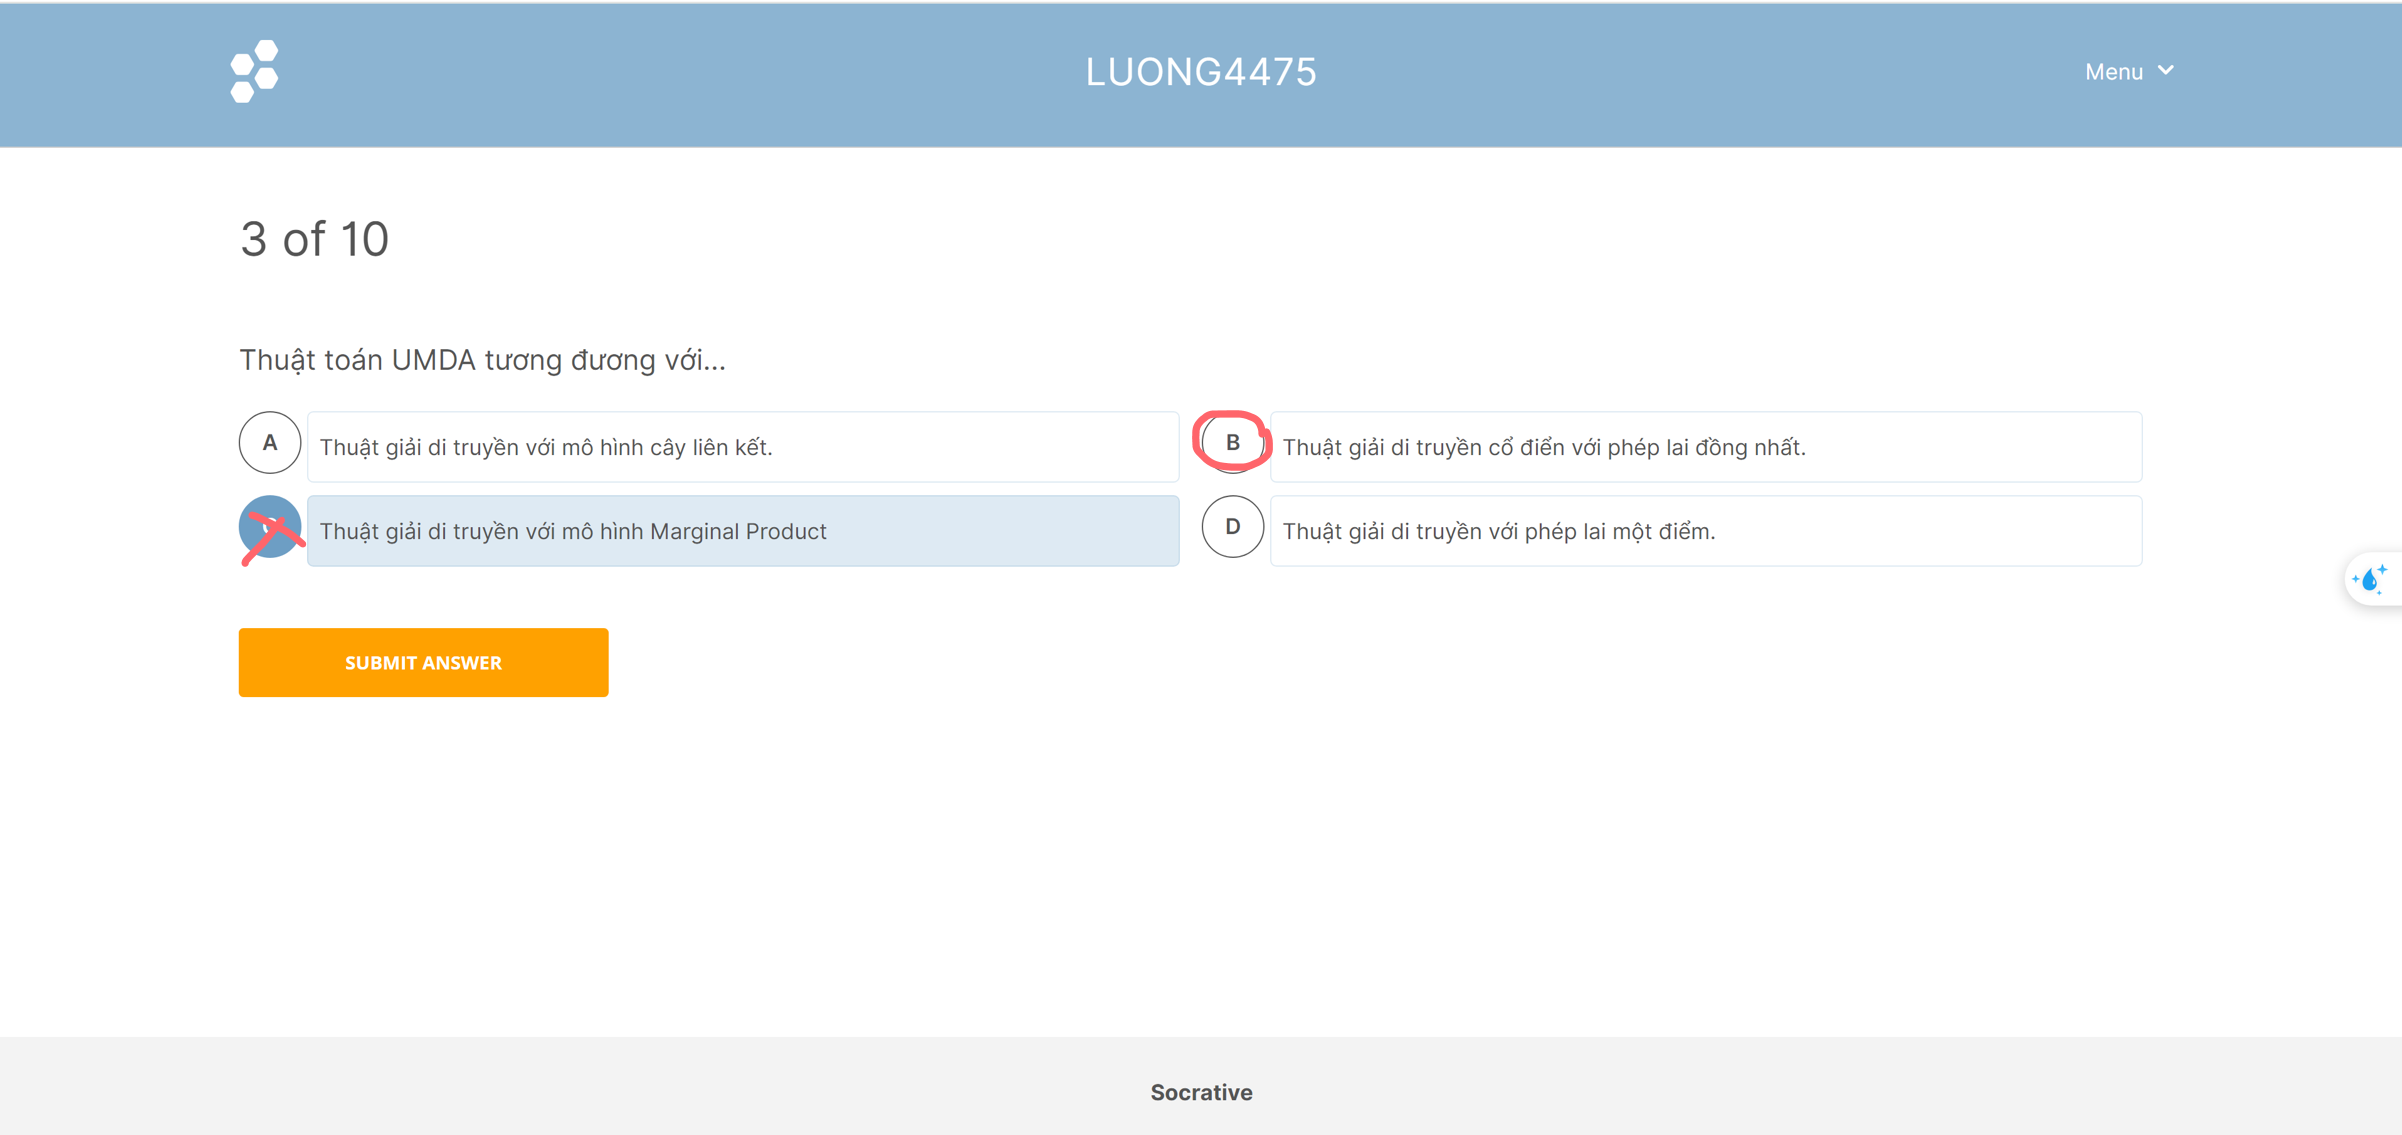 LUONG4475
Menu
3 of 10
Thuật toán UMDA tương đương với...
A
Thuật giải di truyền với mô hình cây liên kết.
B
Thuật giải di truyền cổ điển với phép lai đồng nhất.
C
Thuật giải di truyền với mô hình Marginal Product
D
Thuật giải di truyền với phép lai một điểm.
SUBMIT ANSWER
Socrative